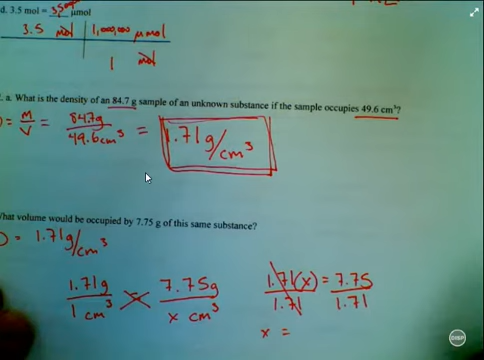 d. 3.5 mol = μmol
3.5 mol | 1,000,000 μmol
1 mol
a. What is the density of an 84.7 g sample of an unknown substance if the sample occupies 49.6 cm³?
= M/V = 84.7g/49.6cm³ = 1.71g/cm³
What volume would be occupied by 7.75 g of this same substance?
D = 1.71g/cm³
1.71g/1 cm³ 7.75g/x cm³ 1.71(x)/1.71 = 7.75/1.71
x =
DISP